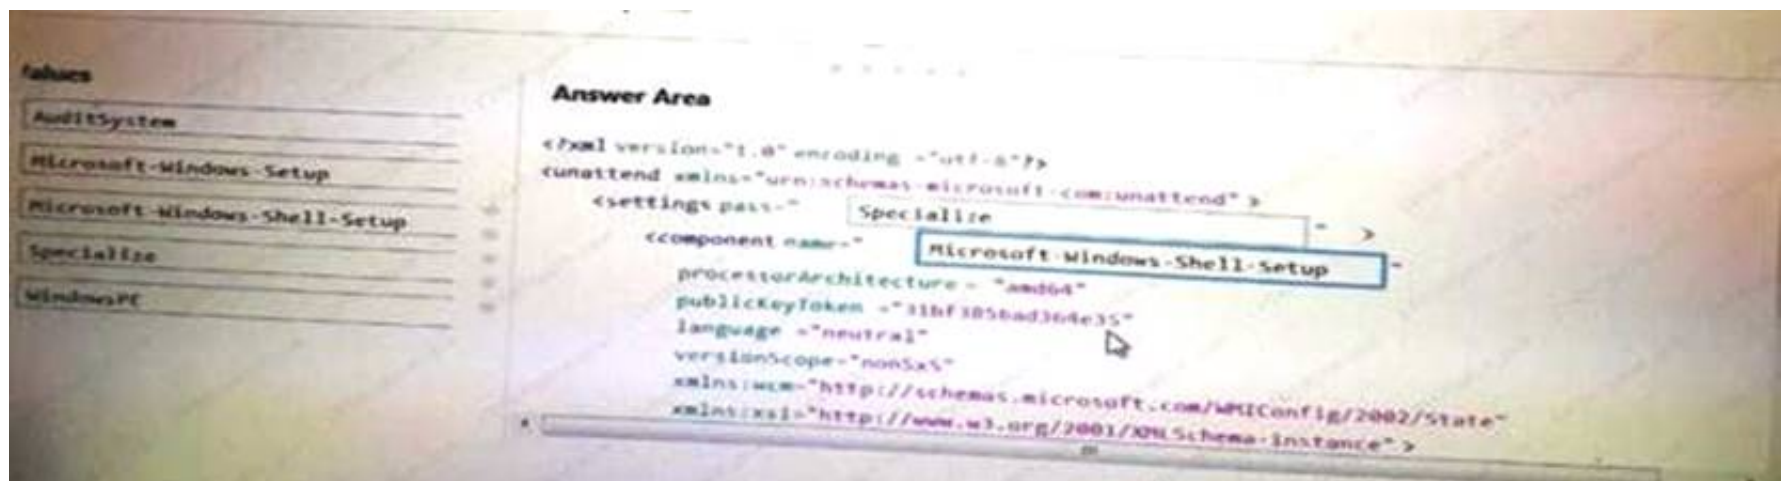 Values
AuditSystem
Microsoft-Windows-Setup
Microsoft-Windows-Shell-Setup
Specialize
WindowsPE
Answer Area
<?xml version="1.0" encoding ="utf-8"?>
<unattend xmlns="urn:schemas-microsoft-com:unattend" >
<settings pass=" Specialize " >
<component name=" Microsoft-Windows-Shell-Setup "
processorArchitecture = "amd64"
publicKeyToken ="31bf3856ad364e35"
language ="neutral"
versionScope="nonSxS"
xmlns:wcm="http://schemas.microsoft.com/WMIConfig/2002/State"
xmlns:xsi="http://www.w3.org/2001/XMLSchema-instance" >